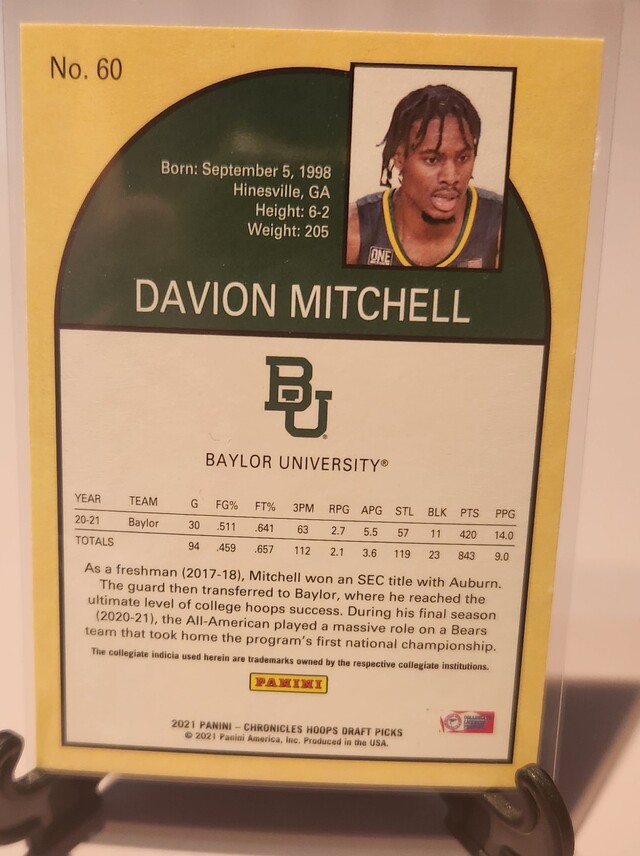 No. 60
Born: September 5, 1998
Hinesville, GA
Height: 6-2
Weight: 205
ONE
DAVION MITCHELL
BU
BAYLOR UNIVERSITY®
YEAR TEAM G FG% FT% 3PM RPG APG STL BLK PTS PPG
20-21 Baylor 30 .511 .641 63 2.7 5.5 57 11 420 14.0
TOTALS 94 .459 .657 112 2.1 3.6 119 23 843 9.0
As a freshman (2017-18), Mitchell won an SEC title with Auburn.
The guard then transferred to Baylor, where he reached the
ultimate level of college hoops success. During his final season
(2020-21), the All-American played a massive role on a Bears
team that took home the program's first national championship.
The collegiate indicia used herein are trademarks owned by the respective collegiate institutions.
PANINI
2021 PANINI – CHRONICLES HOOPS DRAFT PICKS
© 2021 Panini America, Inc. Produced in the USA.